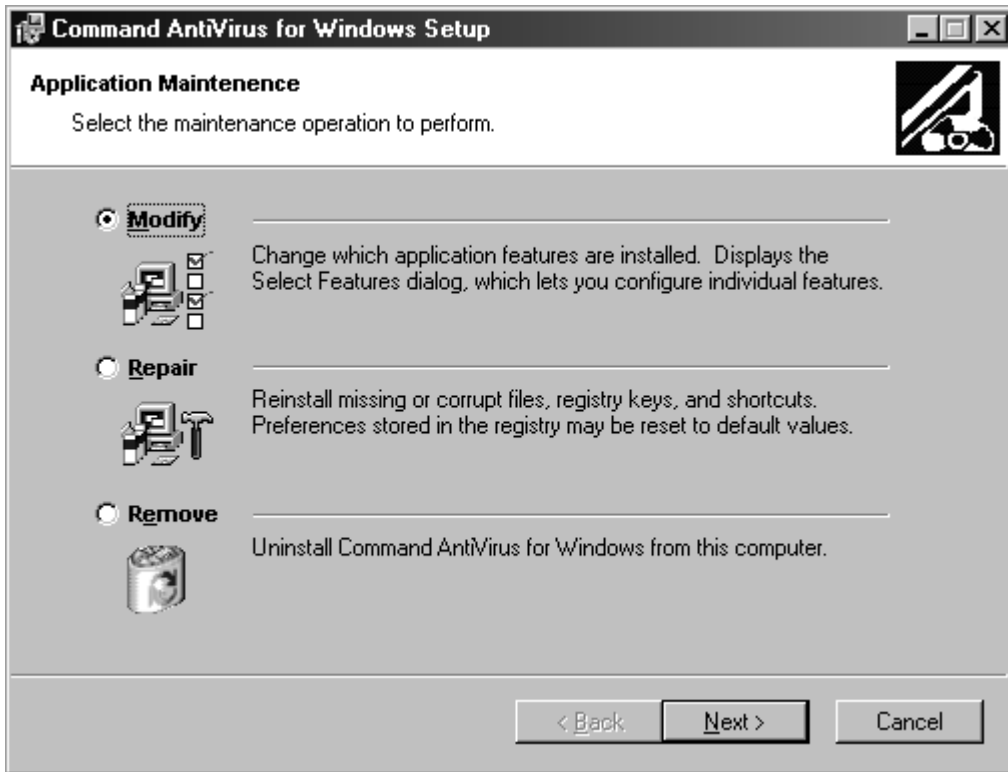 Command AntiVirus for Windows Setup
Application Maintenence
Select the maintenance operation to perform.
Modify
Change which application features are installed.  Displays the
Select Features dialog, which lets you configure individual features.
Repair
Reinstall missing or corrupt files, registry keys, and shortcuts.
Preferences stored in the registry may be reset to default values.
Remove
Uninstall Command AntiVirus for Windows from this computer.
< Back
Next >
Cancel